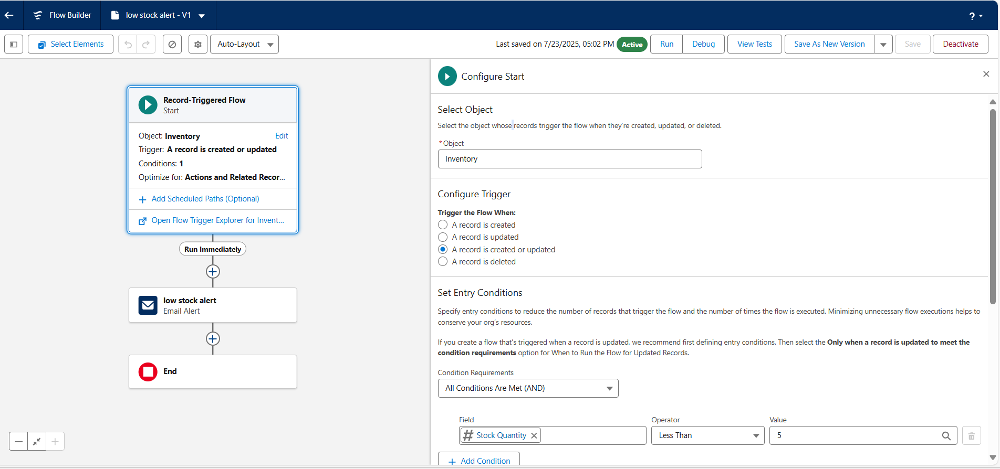 Flow Builder
low stock alert - V1
?
Select Elements
Auto-Layout
Last saved on 7/23/2025, 05:02 PM
Active
Run
Debug
View Tests
Save As New Version
Save
Deactivate
Record-Triggered Flow
Start
Object: Inventory
Edit
Trigger: A record is created or updated
Conditions: 1
Optimize for: Actions and Related Recor...
Add Scheduled Paths (Optional)
Open Flow Trigger Explorer for Invent...
Run Immediately
low stock alert
Email Alert
End
Configure Start
Select Object
Select the object whose records trigger the flow when they're created, updated, or deleted.
*Object
Inventory
Configure Trigger
Trigger the Flow When:
A record is created
A record is updated
A record is created or updated
A record is deleted
Set Entry Conditions
Specify entry conditions to reduce the number of records that trigger the flow and the number of times the flow is executed. Minimizing unnecessary flow executions helps to
conserve your org's resources.
If you create a flow that's triggered when a record is updated, we recommend first defining entry conditions. Then select the Only when a record is updated to meet the
condition requirements option for When to Run the Flow for Updated Records.
Condition Requirements
All Conditions Are Met (AND)
Field
Operator
Value
Stock Quantity
Less Than
5
Add Condition